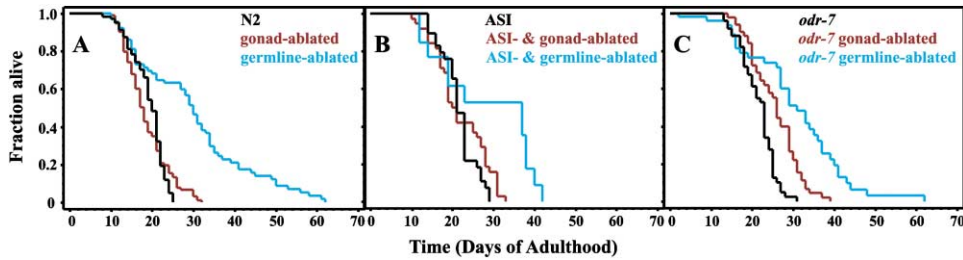 1.0
0.8
0.6
0.4
0.2
0
Fraction alive
A
N2
gonad-ablated
germline-ablated
0 10 20 30 40 50 60 70
B
ASI
ASI- & gonad-ablated
ASI- & germline-ablated
0 10 20 30 40 50 60 70
C
odr-7
odr-7 gonad-ablated
odr-7 germline-ablated
0 10 20 30 40 50 60 70
Time (Days of Adulthood)